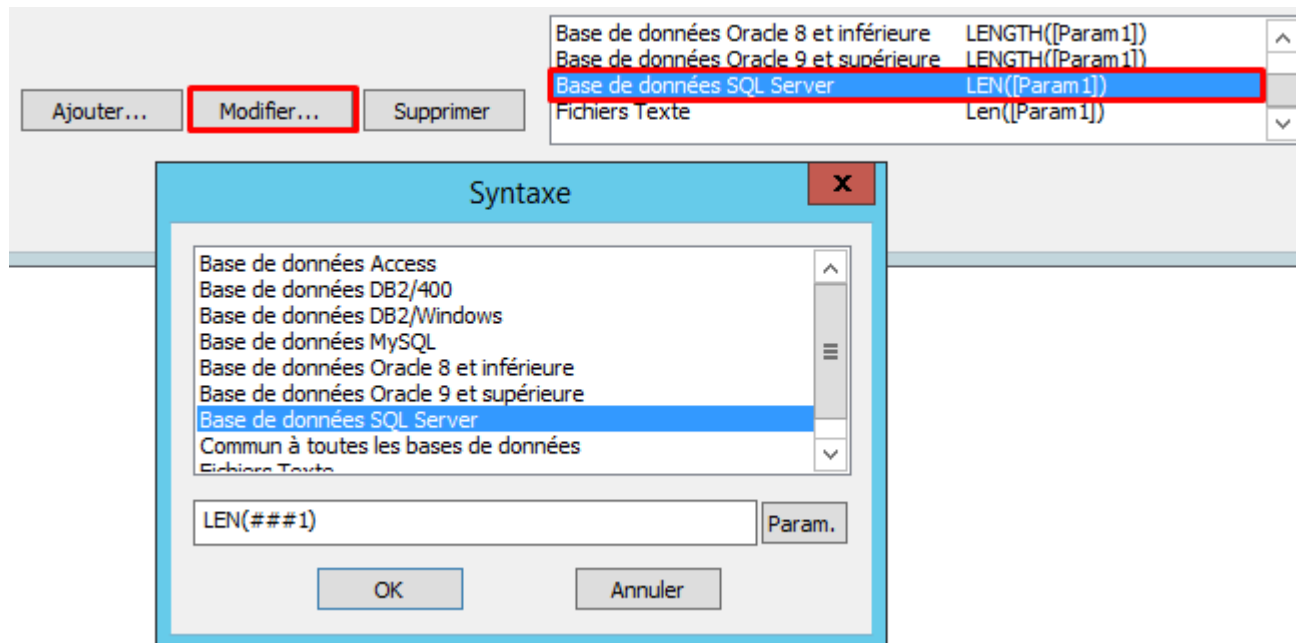 Base de données Oracle 8 et inférieure LENGTH([Param1])
Base de données Oracle 9 et supérieure LENGTH([Param1])
Base de données SQL Server LEN([Param1])
Fichiers Texte Len([Param1])
Ajouter... Modifier... Supprimer
Syntaxe
x
Base de données Access
Base de données DB2/400
Base de données DB2/Windows
Base de données MySQL
Base de données Oracle 8 et inférieure
Base de données Oracle 9 et supérieure
Base de données SQL Server
Commun à toutes les bases de données
Fichiers Texte
LEN(###1) Param.
OK Annuler